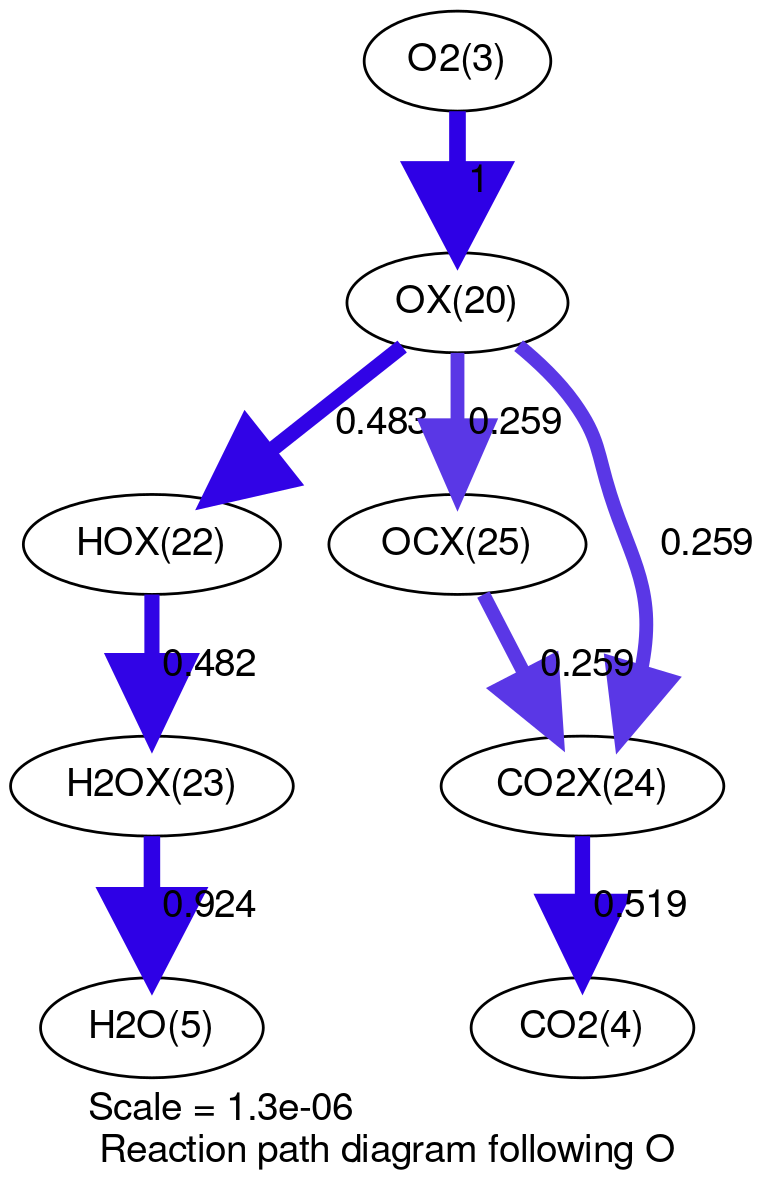 O2(3)
1
OX(20)
0.483
0.259
HOX(22)
OCX(25)
0.259
0.482
0.259
H2OX(23)
CO2X(24)
0.924
0.519
H2O(5)
CO2(4)
Scale = 1.3e-06
Reaction path diagram following O